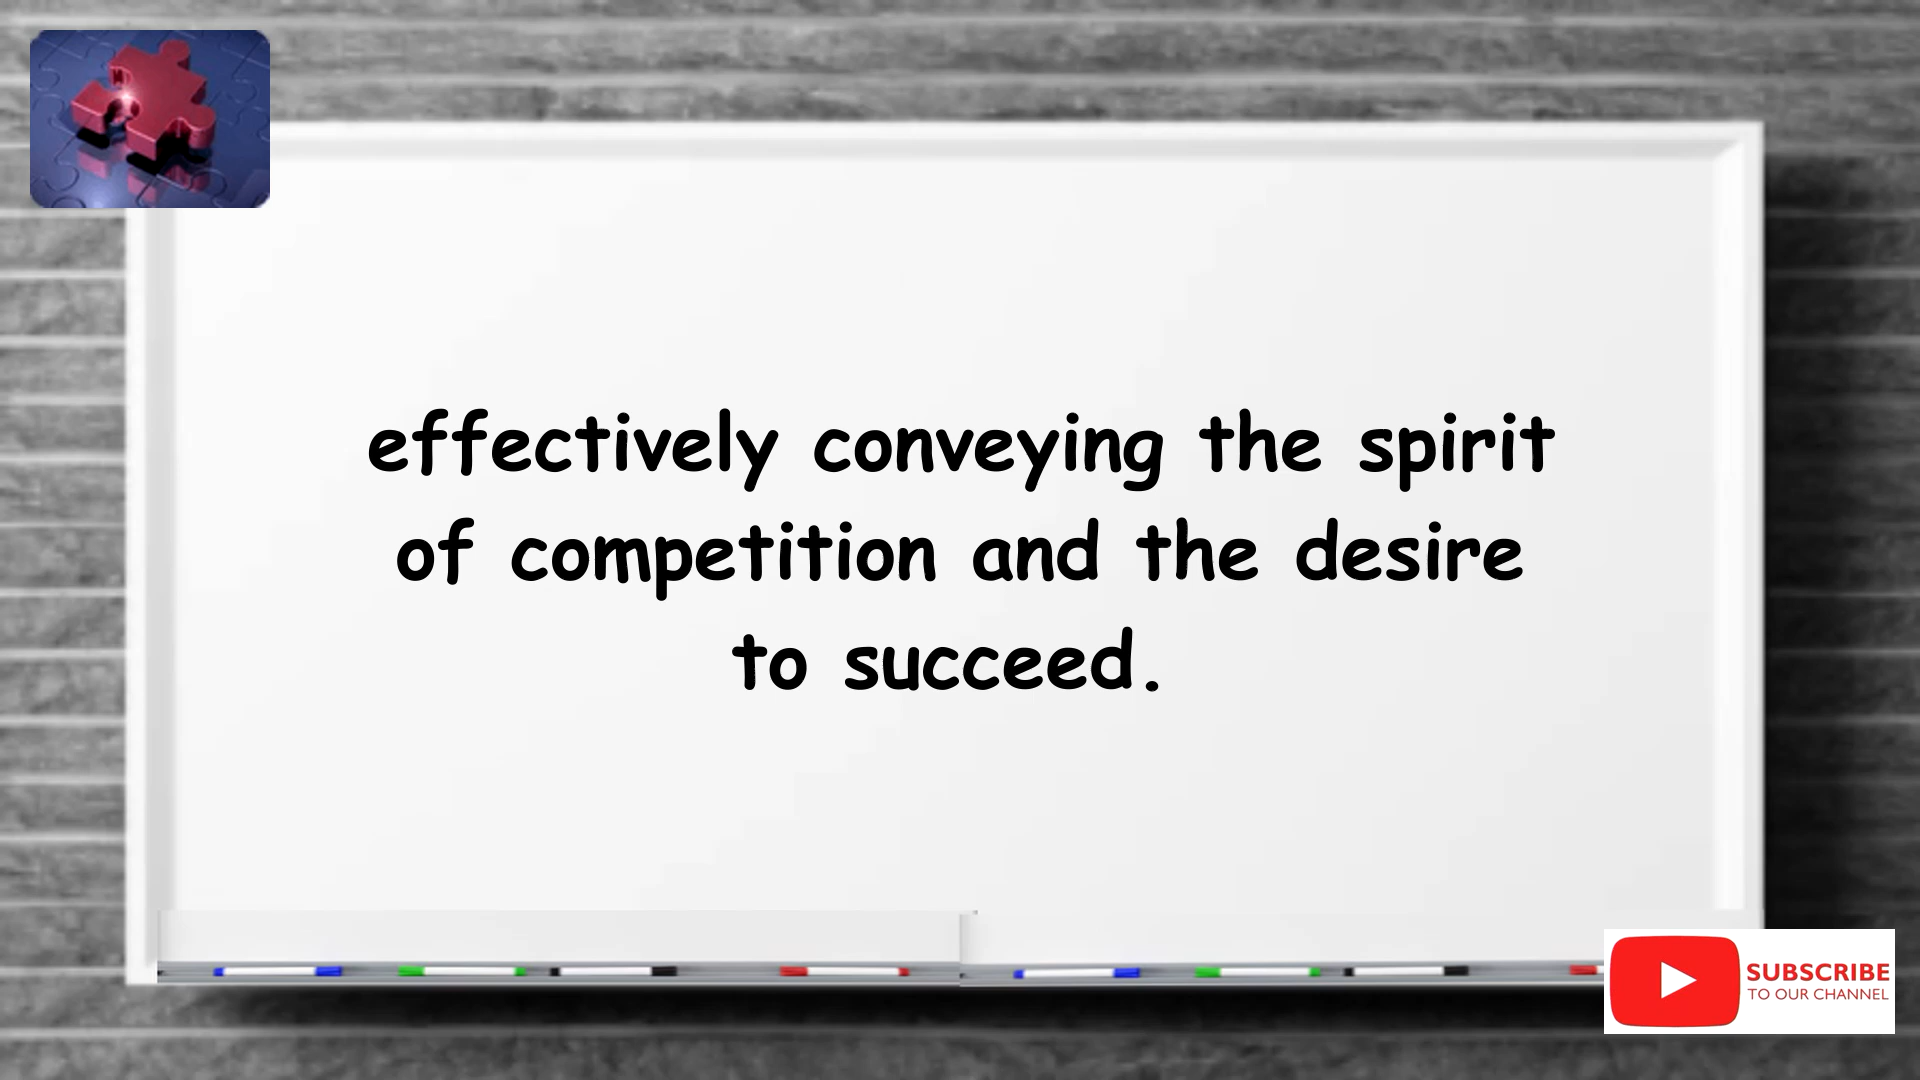 effectively conveying the spirit
of competition and the desire
to succeed.
SUBSCRIBE
TO OUR CHANNEL